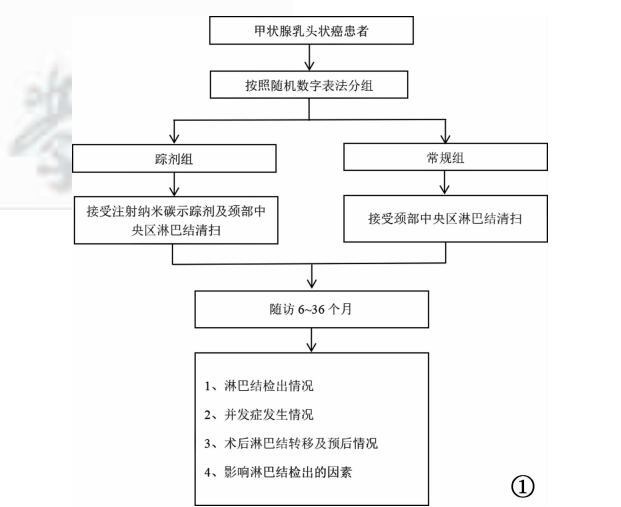 甲状腺乳头状癌患者
按照随机数字表法分组
踪剂组
常规组
接受注射纳米碳示踪剂及颈部中
央区淋巴结清扫
接受颈部中央区淋巴结清扫
随访 6~36 个月
1、淋巴结检出情况
2、并发症发生情况
3、术后淋巴结转移及预后情况
4、影响淋巴结检出的因素
①